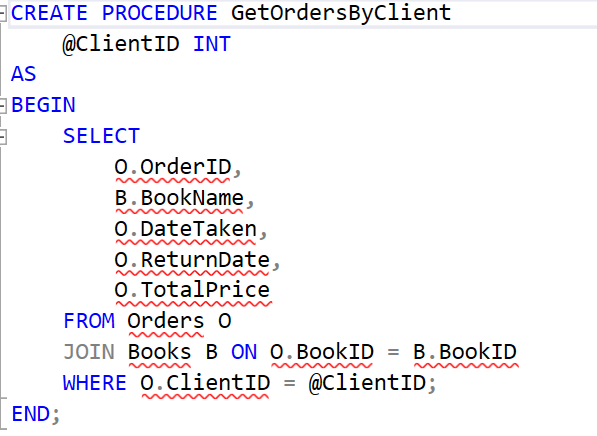 CREATE PROCEDURE GetOrdersByClient
    @ClientID INT
AS
BEGIN
    SELECT
        O.OrderID,
        B.BookName,
        O.DateTaken,
        O.ReturnDate,
        O.TotalPrice
    FROM Orders O
    JOIN Books B ON O.BookID = B.BookID
    WHERE O.ClientID = @ClientID;
END;